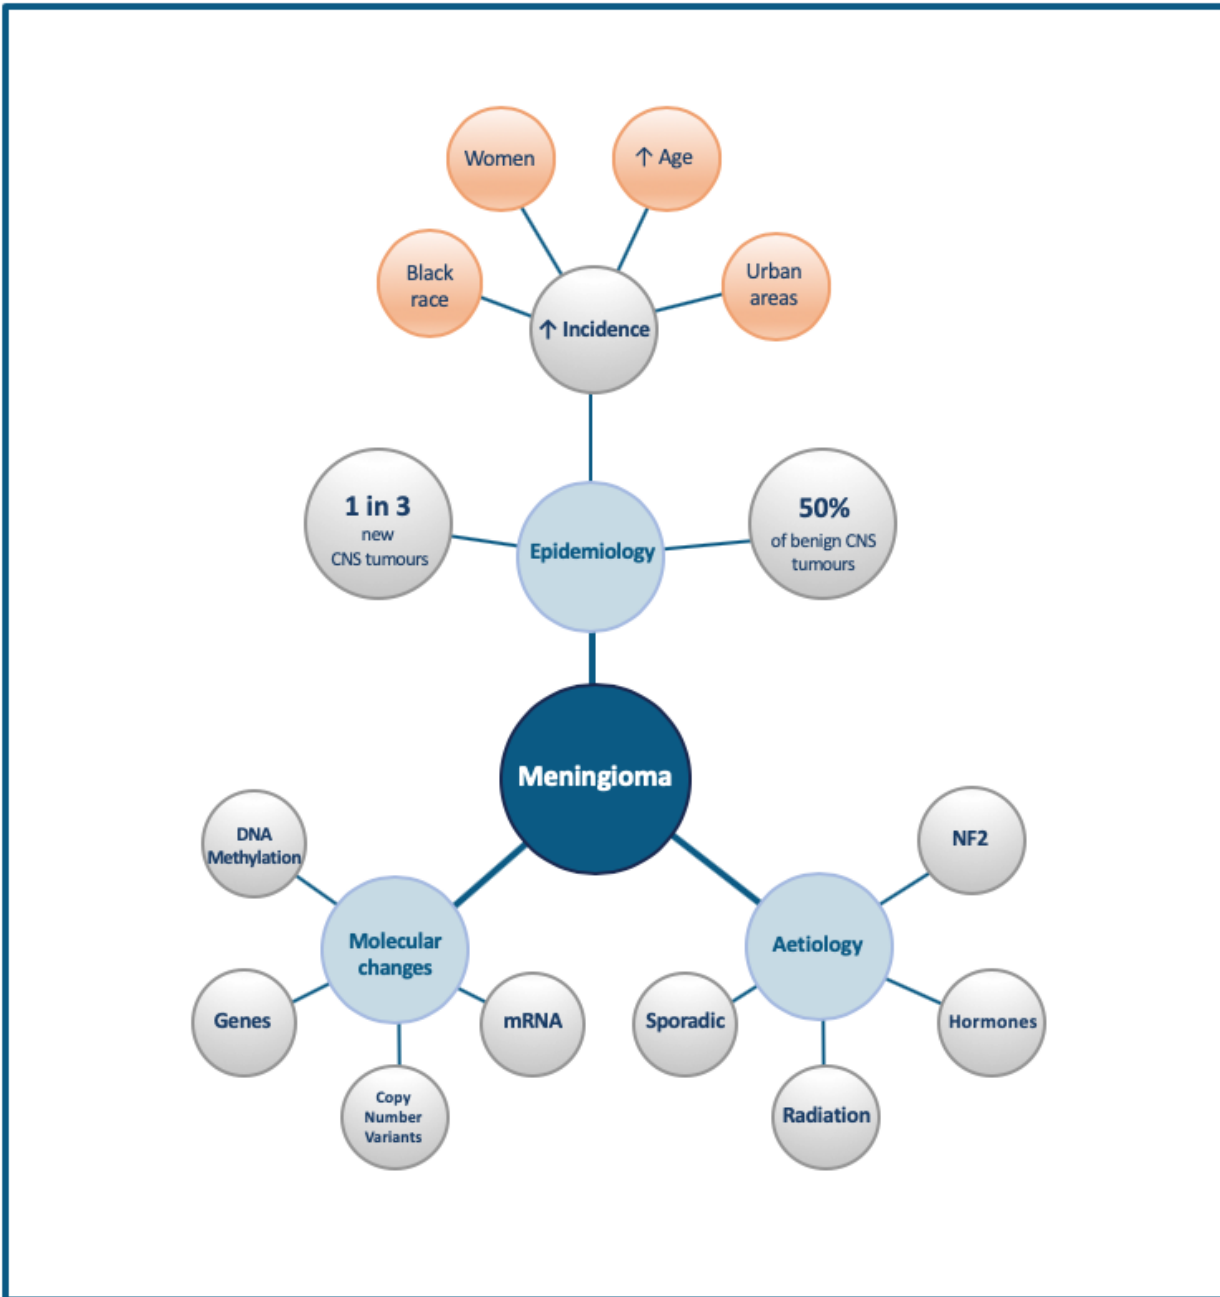 Women
↑ Age
Black
race
Urban
areas
↑ Incidence
1 in 3
new
CNS tumours
Epidemiology
50%
of benign CNS
tumours
Meningioma
DNA
Methylation
Molecular
changes
Genes
mRNA
Copy
Number
Variants
NF2
Aetiology
Sporadic
Hormones
Radiation